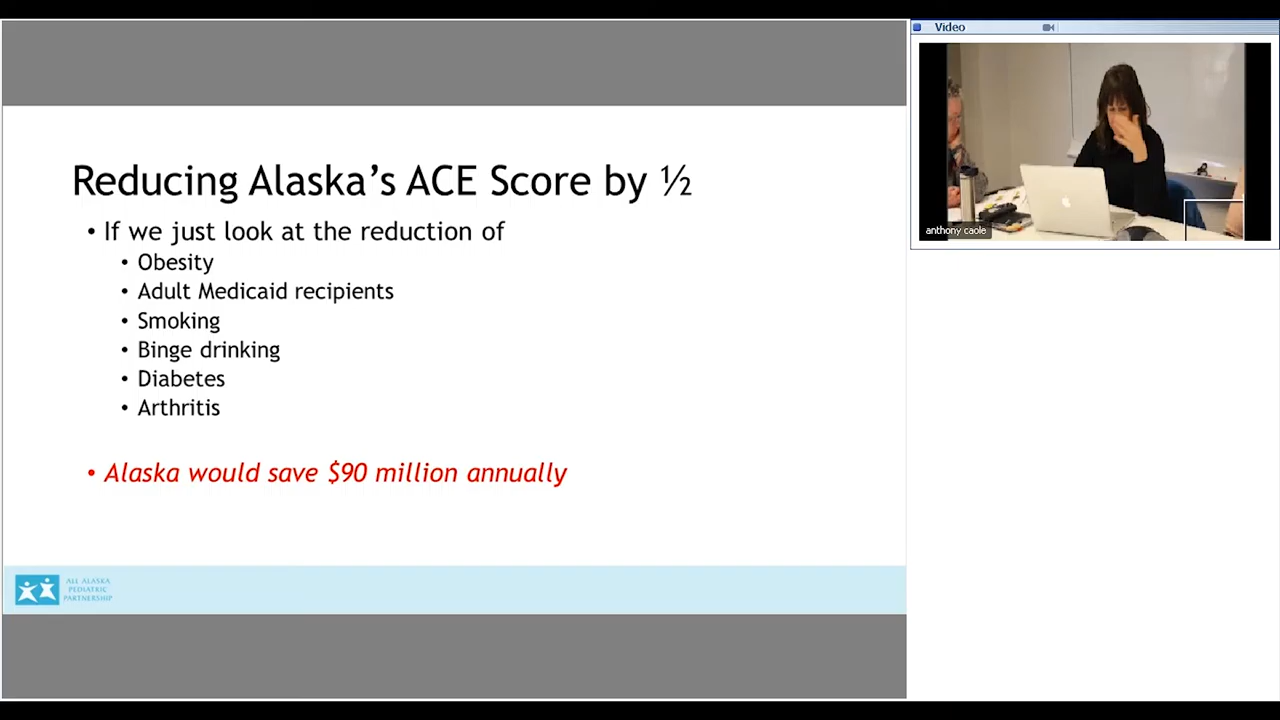 Reducing Alaska's ACE Score by ½
• If we just look at the reduction of
• Obesity
• Adult Medicaid recipients
• Smoking
• Binge drinking
• Diabetes
• Arthritis
• Alaska would save $90 million annually
ALL ALASKA
PEDIATRIC
PARTNERSHIP
Video
anthony caole